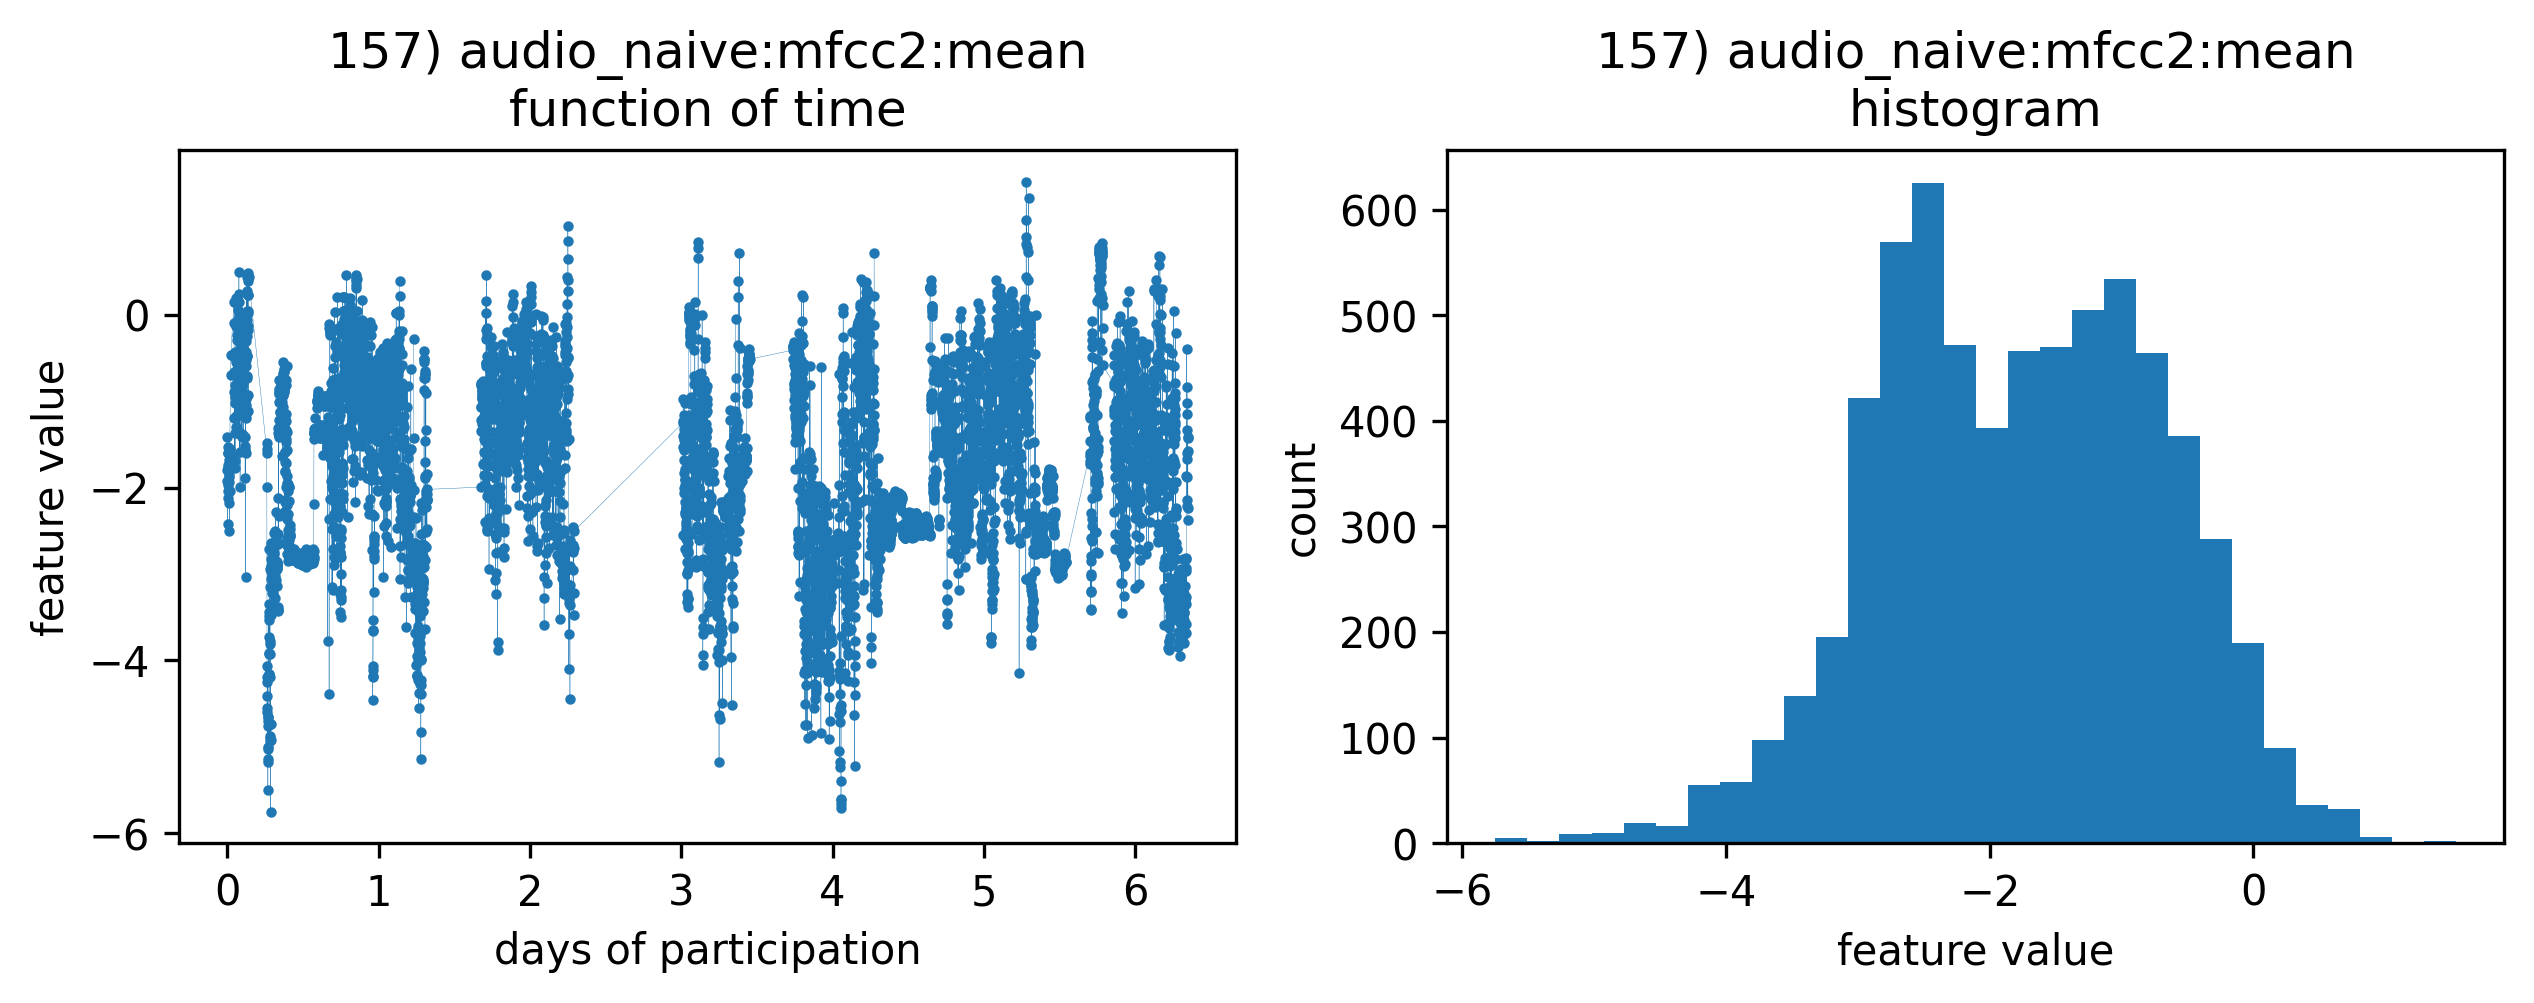 157) audio_naive:mfcc2:mean
function of time
feature value
0
−2
−4
−6
0 1 2 3 4 5 6
days of participation
157) audio_naive:mfcc2:mean
histogram
count
600
500
400
300
200
100
0
−6 −4 −2 0
feature value